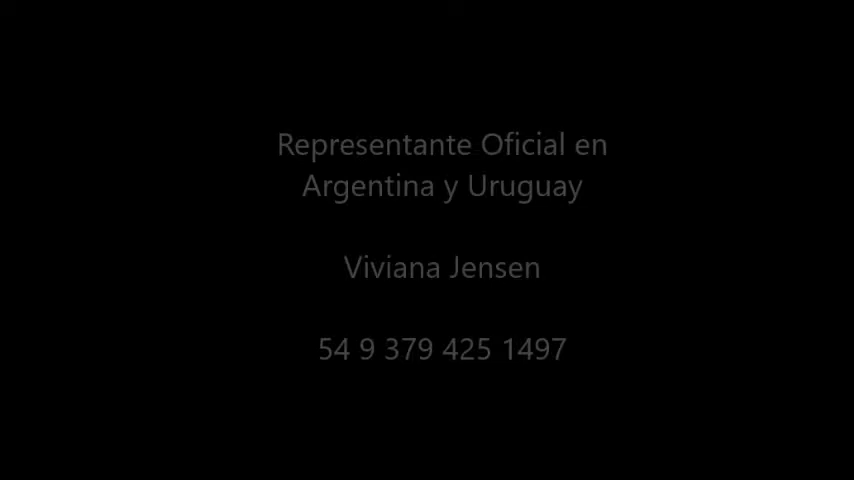 Representante Oficial en
Argentina y Uruguay
Viviana Jensen
54 9 379 425 1497